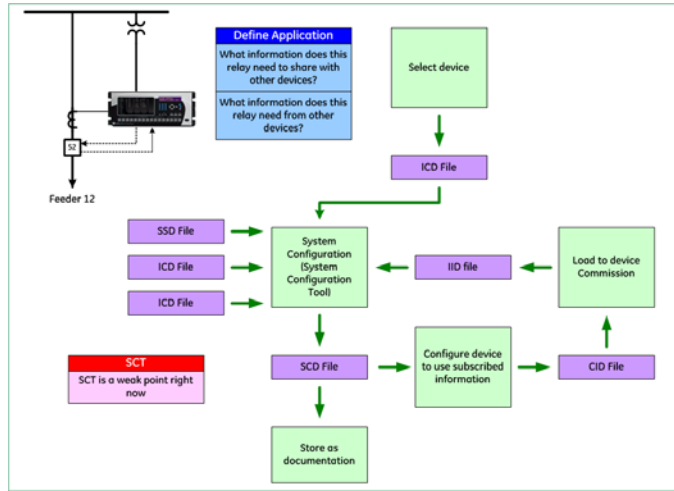 Define Application
What information does this
relay need to share with
other devices?
What information does this
relay need from other
devices?
Select device
52
Feeder 12
ICD File
SSD File
ICD File
ICD File
System
Configuration
(System
Configuration
Tool)
IID file
Load to device
Commission
SCT
SCT is a weak point right
now
SCD File
Configure device
to use subscribed
information
CID File
Store as
documentation